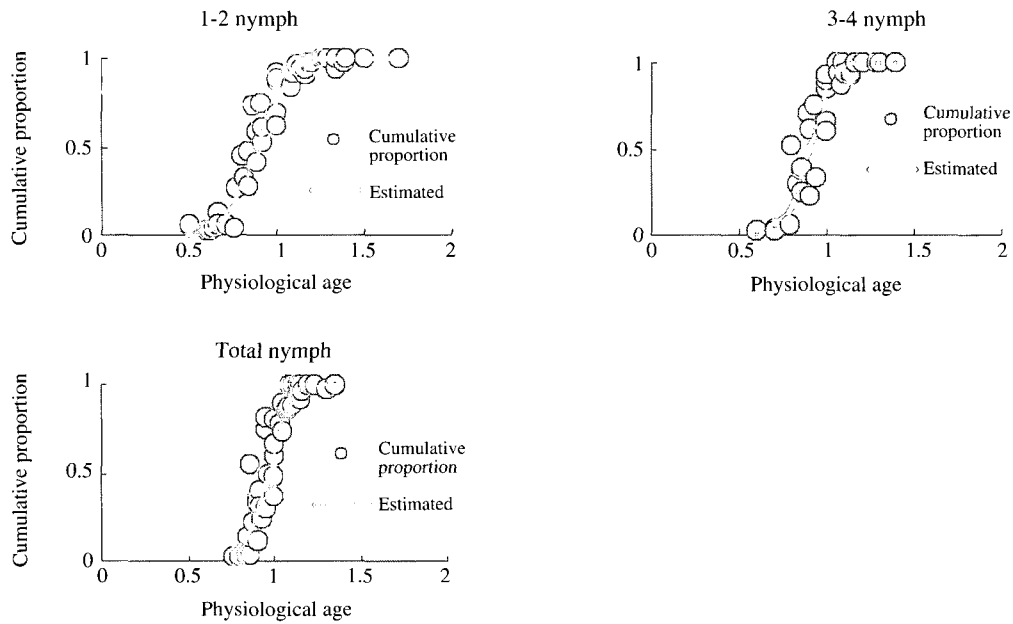 1-2 nymph
Cumulative proportion
1
0.5
0
0
0.5
1
1.5
2
Physiological age
Cumulative
proportion
Estimated
3-4 nymph
1
0.5
0
0
0.5
1
1.5
2
Physiological age
Cumulative
proportion
Estimated
Total nymph
Cumulative proportion
1
0.5
0
0
0.5
1
1.5
2
Physiological age
Cumulative
proportion
Estimated